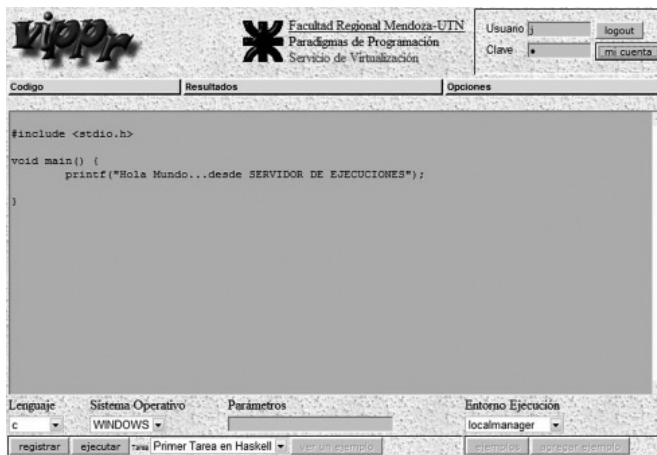 vippr
Facultad Regional Mendoza-UTN
Paradigmas de Programación
Servicio de Virtualización
Usuario j logout
Clave • mi cuenta
Codigo Resultados Opciones
#include <stdio.h>
void main() {
printf("Hola Mundo...desde SERVIDOR DE EJECUCIONES");
}
Lenguaje Sistema Operativo Parámetros Entorno Ejecución
c WINDOWS localmanager
registrar ejecutar Tarea Primer Tarea en Haskell ver un ejemplo ejemplos agregar ejemplo